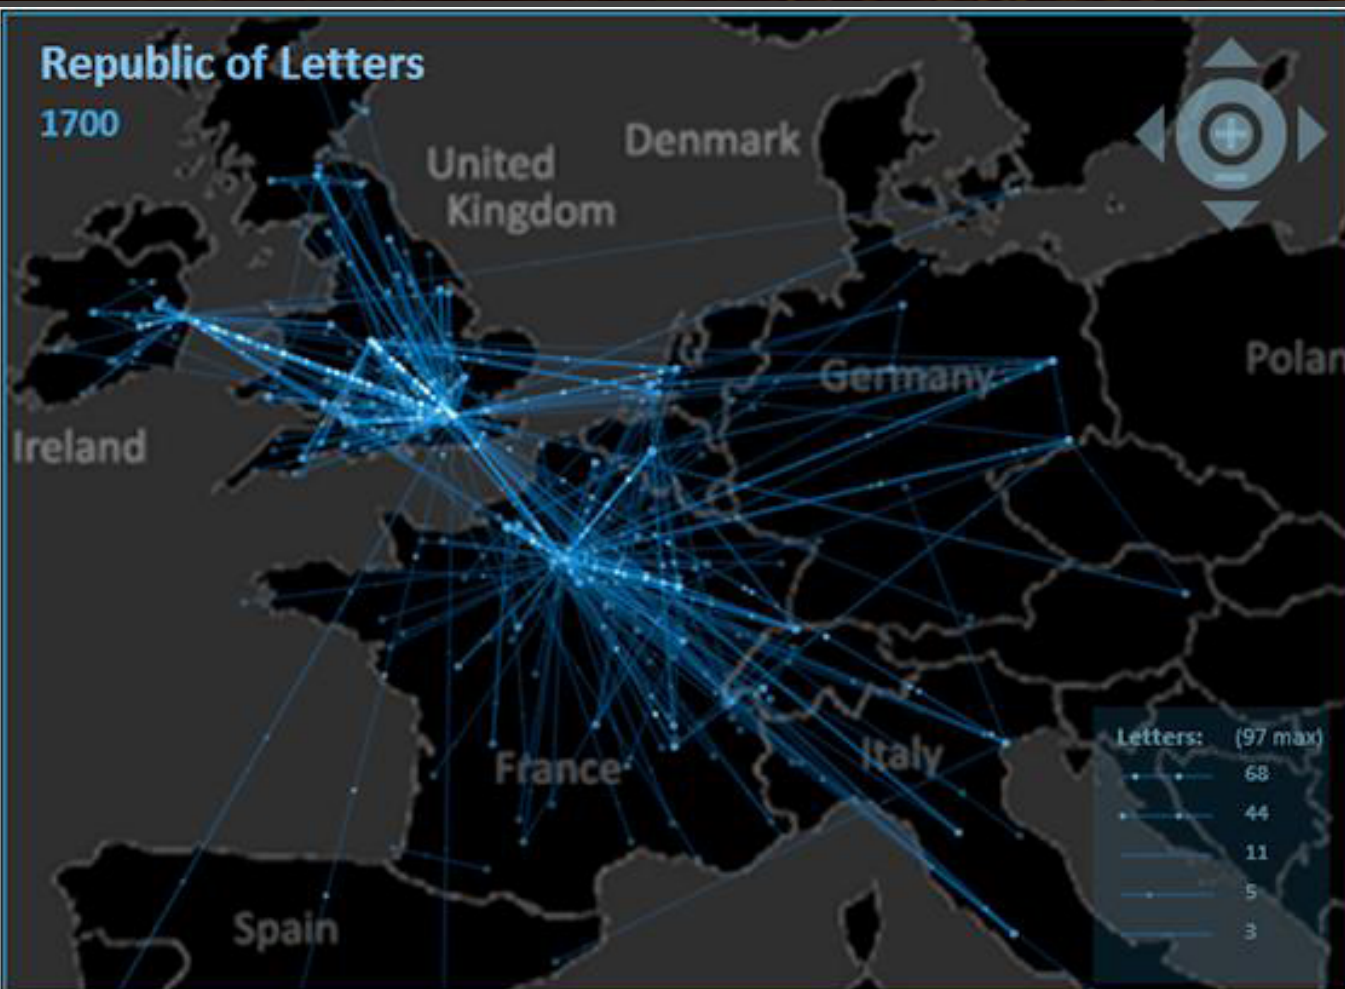 Republic of Letters
1700
United
Kingdom
Denmark
Germany
Polan
Ireland
France
Italy
Spain
Letters: (97 max)
68
44
11
5
3